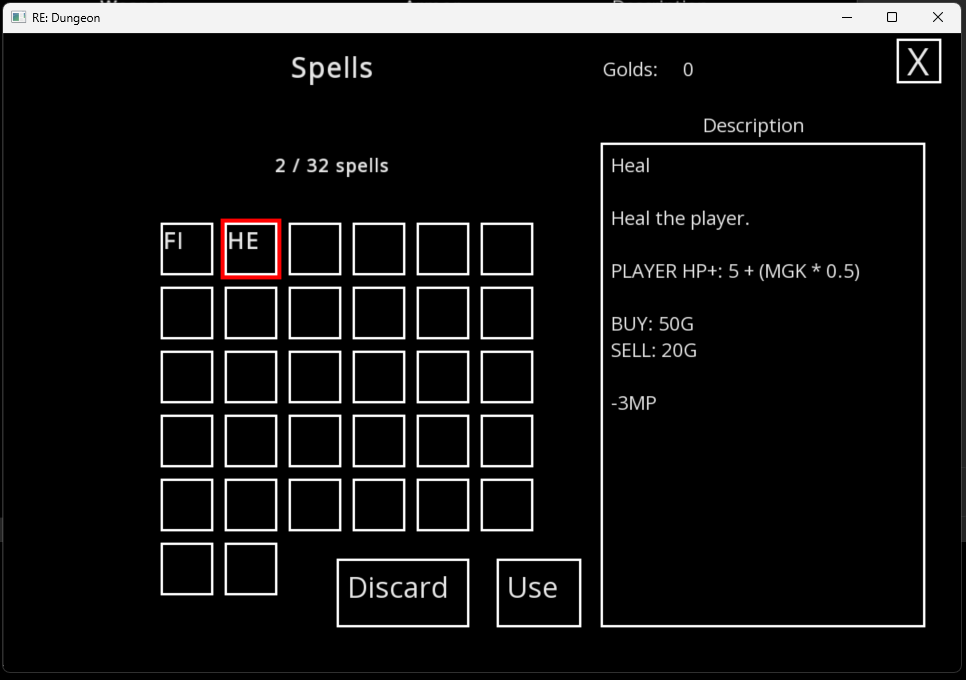 RE: Dungeon
Spells
Golds: 0
X
Description
2 / 32 spells
Heal
Heal the player.
PLAYER HP+: 5 + (MGK * 0.5)
BUY: 50G
SELL: 20G
-3MP
FI
HE
Discard
Use